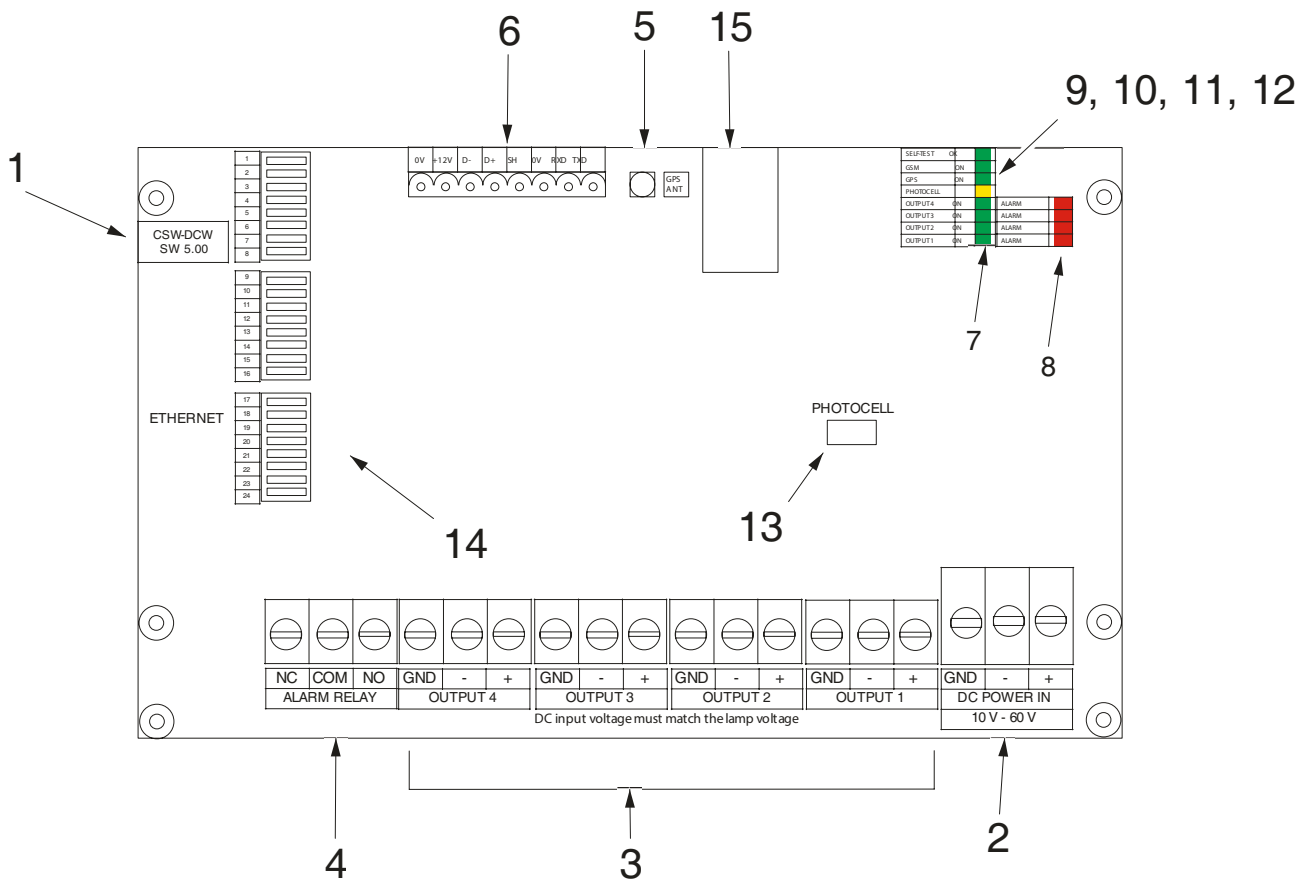 6 5 15
9, 10, 11, 12
1
CSW-DCW
SW 5.00
1
2
3
4
5
6
7
8
9
10
11
12
13
14
15
16
ETHERNET
17
18
19
20
21
22
23
24
14
0V +12V D- D+ SH 0V RXD TXD
GPS
ANT
SELF-TEST OK
GSM ON
GPS ON
PHOTOCELL
OUTPUT4 ON ALARM
OUTPUT3 ON ALARM
OUTPUT2 ON ALARM
OUTPUT1 ON ALARM
7
8
PHOTOCELL
13
NC COM NO GND - + GND - + GND - + GND - + GND - +
ALARM RELAY OUTPUT 4 OUTPUT 3 OUTPUT 2 OUTPUT 1 DC POWER IN
DC input voltage must match the lamp voltage 10 V - 60 V
4 3 2